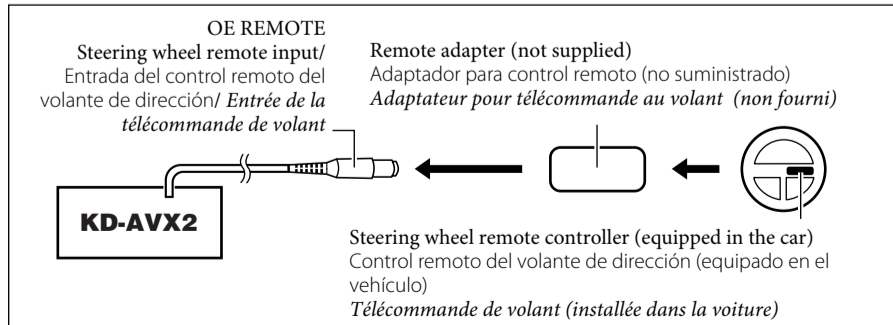 OE REMOTE
Steering wheel remote input/
Entrada del control remoto del
volante de dirección/ Entrée de la
télécommande de volant
Remote adapter (not supplied)
Adaptador para control remoto (no suministrado)
Adaptateur pour télécommande au volant (non fourni)
KD-AVX2
Steering wheel remote controller (equipped in the car)
Control remoto del volante de dirección (equipado en el
vehículo)
Télécommande de volant (installée dans la voiture)